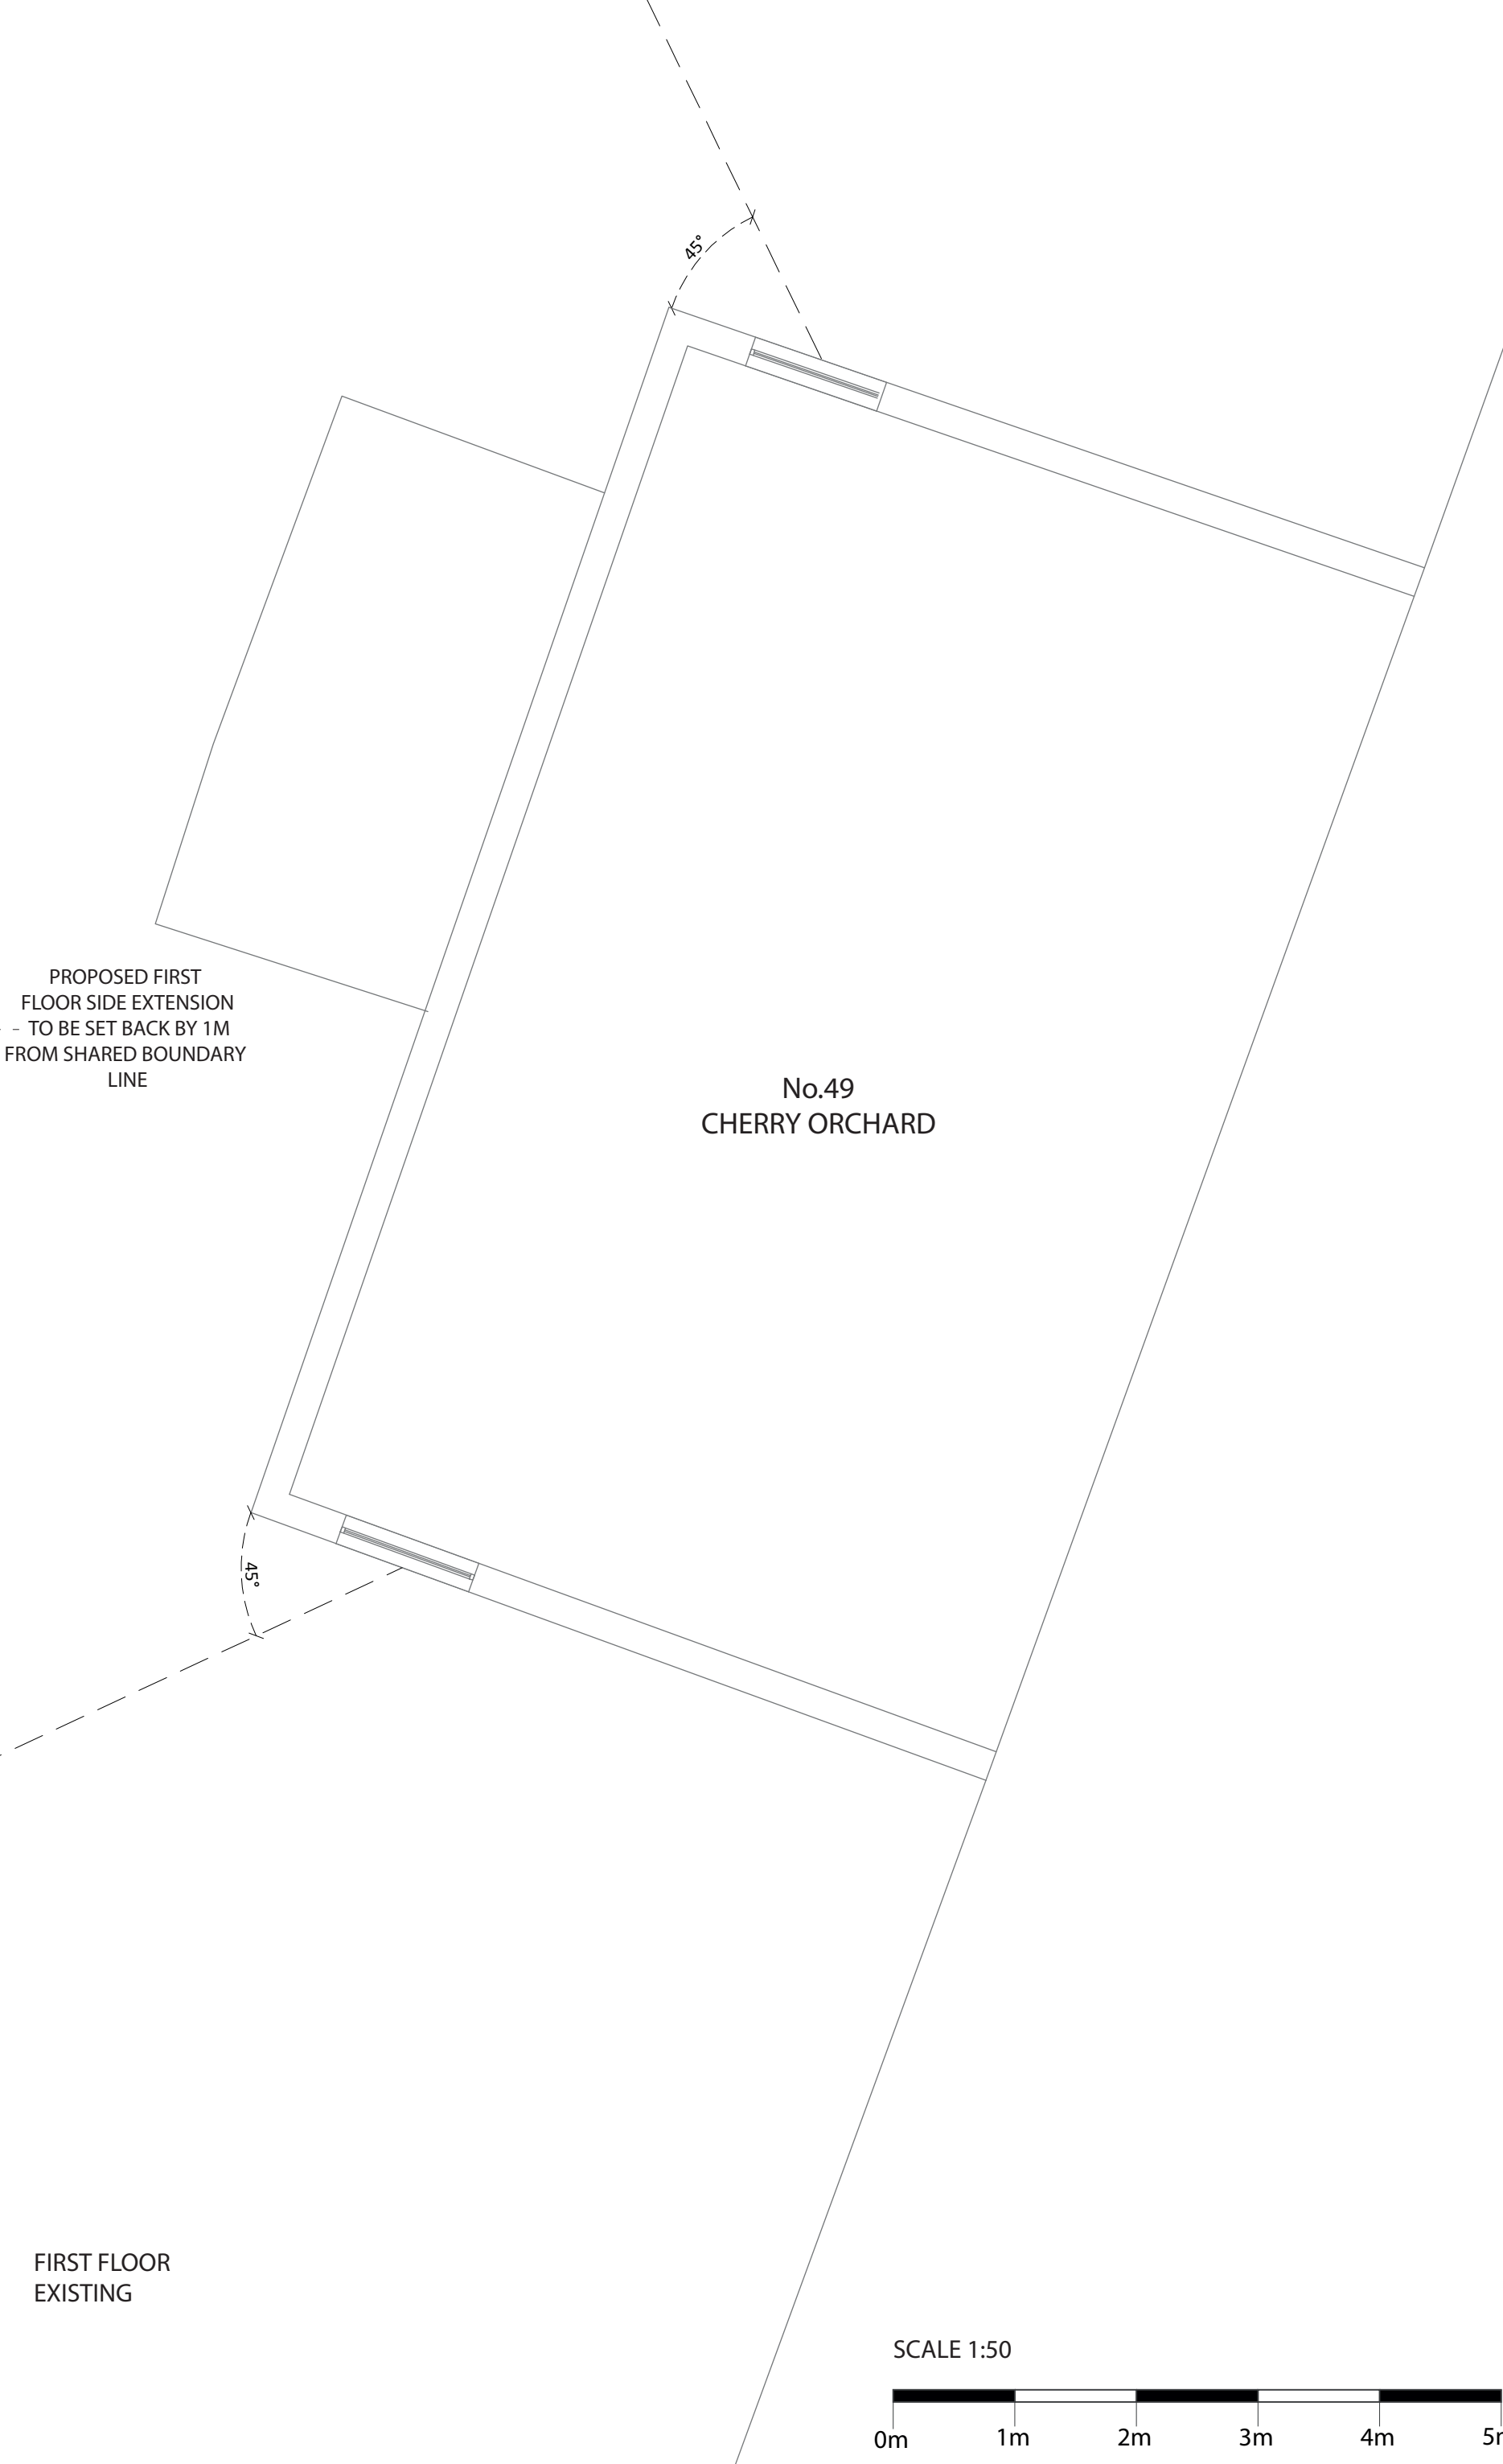 45°
PROPOSED FIRST
FLOOR SIDE EXTENSION
TO BE SET BACK BY 1M
FROM SHARED BOUNDARY
LINE
No.49
CHERRY ORCHARD
45°
FIRST FLOOR
EXISTING
SCALE 1:50
0m 1m 2m 3m 4m